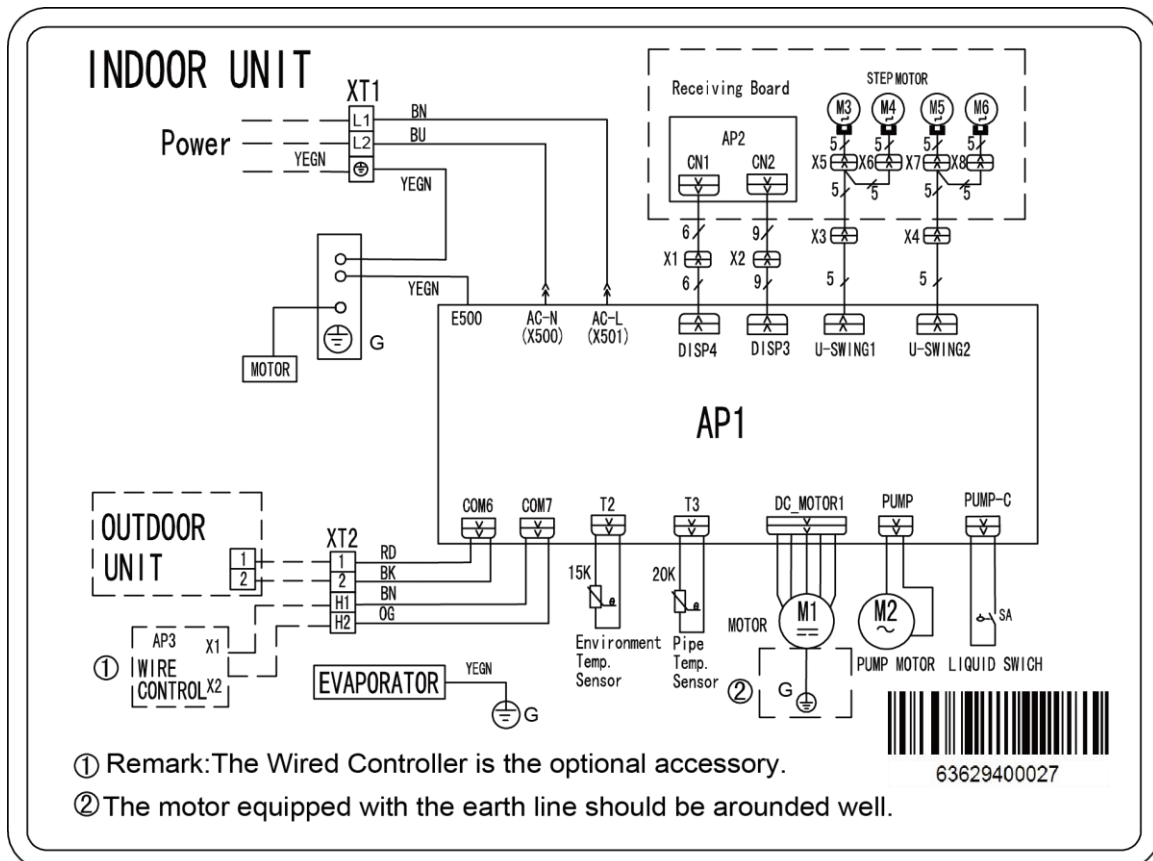 INDOOR UNIT
XT1
Power
L1
L2
BN
BU
YEGN
YEGN
YEGN
G
MOTOR
Receiving Board
STEP MOTOR
AP2
CN1
CN2
M3
M4
M5
M6
5
5
5
5
X5
X6
X7
X8
5
5
5
5
6
9
X1
X2
X3
X4
6
9
5
5
E500
AC-N
(X500)
AC-L
(X501)
DISP4
DISP3
U-SWING1
U-SWING2
AP1
COM6
COM7
T2
T3
DC_MOTOR1
PUMP
PUMP-C
OUTDOOR
UNIT
1
2
XT2
1
2
H1
H2
RD
BK
BN
OG
15K
θ
Environment
Temp.
Sensor
20K
θ
Pipe
Temp.
Sensor
MOTOR
M1
② G
M2
PUMP MOTOR
SA
LIQUID SWICH
①
AP3
X1
WIRE
CONTROL X2
EVAPORATOR
YEGN
G
63629400027
① Remark:The Wired Controller is the optional accessory.
② The motor equipped with the earth line should be arounded well.